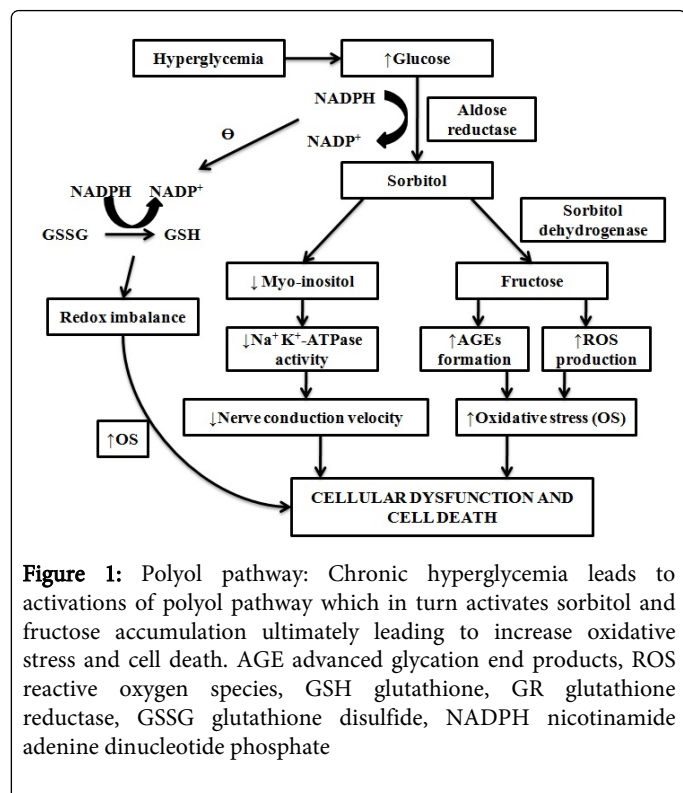 Hyperglycemia
↑Glucose
NADPH
Aldose
reductase
NADP⁺
Ө
Sorbitol
NADPH NADP⁺
GSSG GSH
Sorbitol
dehydrogenase
↓ Myo-inositol
Fructose
Redox imbalance
↓Na⁺ K⁺-ATPase
activity
↑AGEs
formation
↑ROS
production
↓Nerve conduction velocity
↑Oxidative stress (OS)
↑OS
CELLULAR DYSFUNCTION AND
CELL DEATH
Figure 1: Polyol pathway: Chronic hyperglycemia leads to
activations of polyol pathway which in turn activates sorbitol and
fructose accumulation ultimately leading to increase oxidative
stress and cell death. AGE advanced glycation end products, ROS
reactive oxygen species, GSH glutathione, GR glutathione
reductase, GSSG glutathione disulfide, NADPH nicotinamide
adenine dinucleotide phosphate